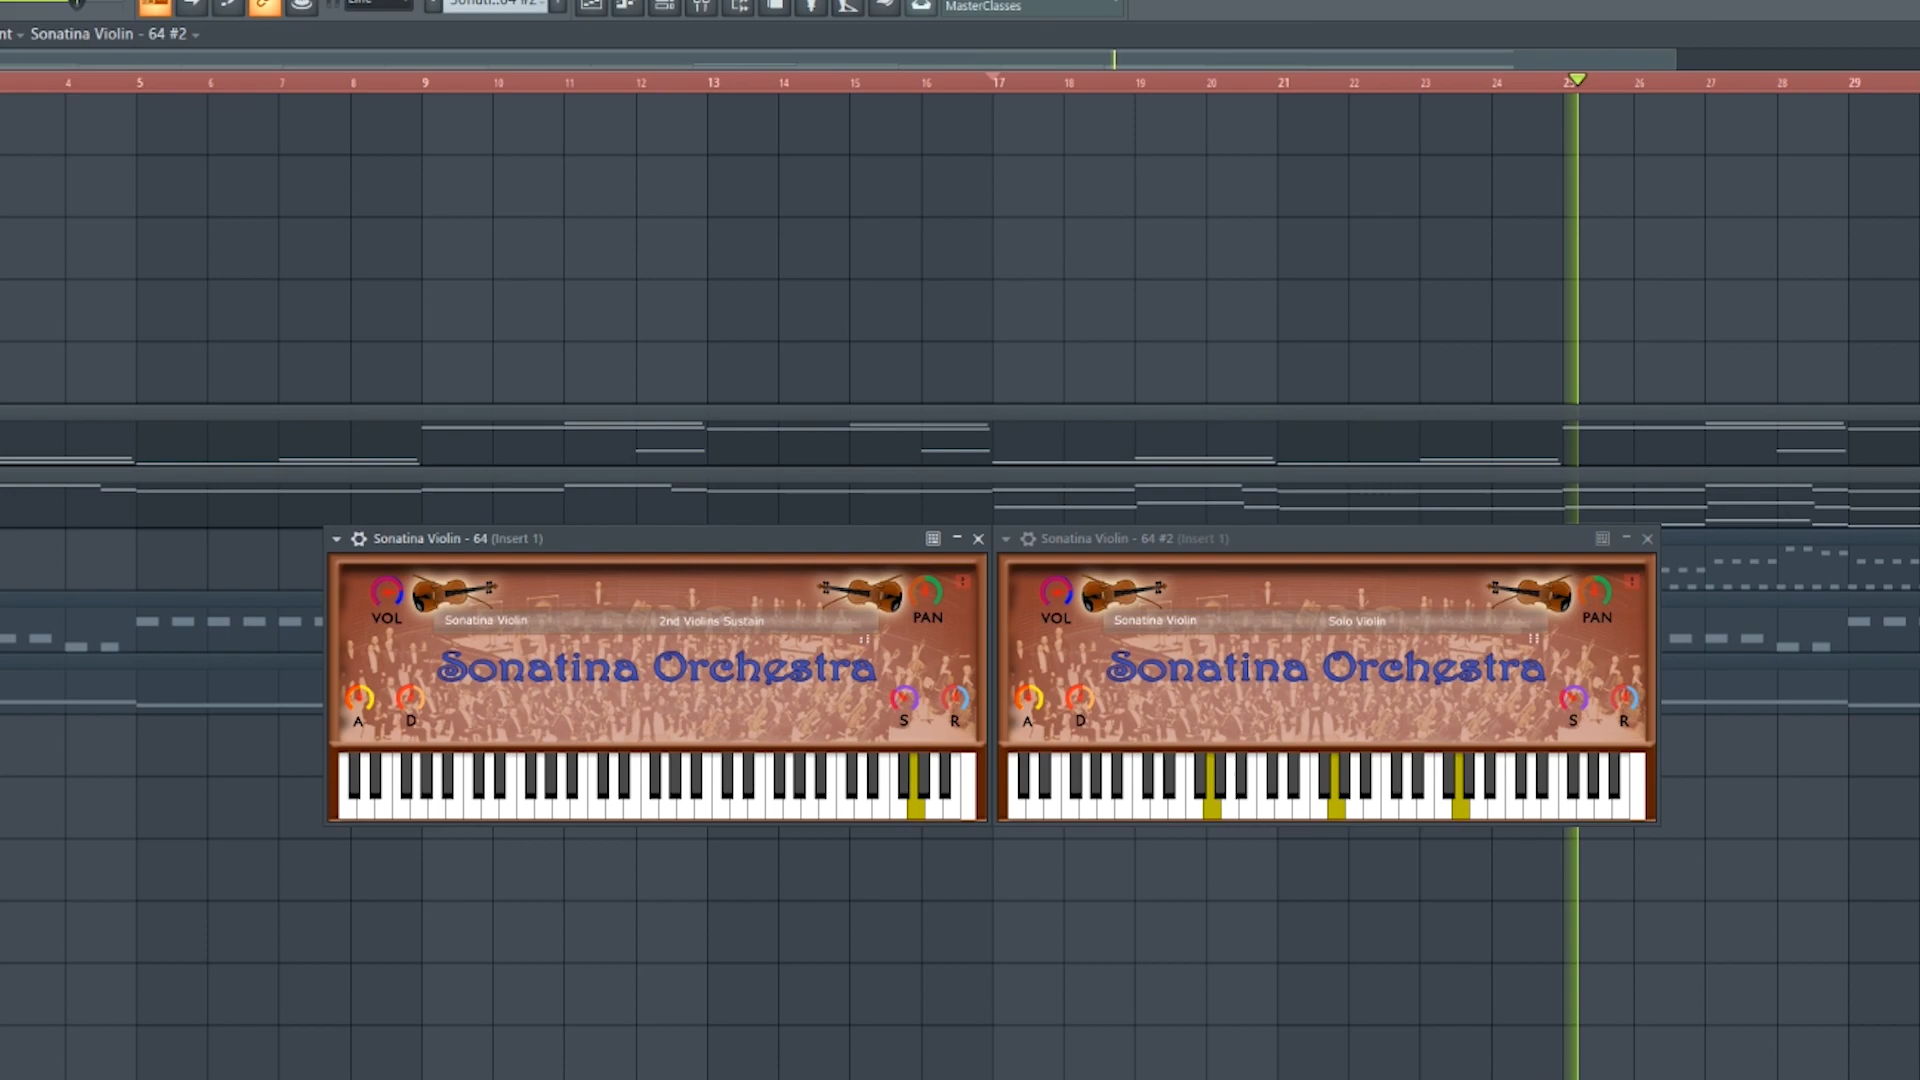 MasterClasses
Sonatina Violin - 64 #2
4 5 6 7 8 9 10 11 12 13 14 15 16 17 18 19 20 21 22 23 24 25 26 27 28 29
Sonatina Violin - 64 (Insert 1)
VOL
Sonatina Violin
2nd Violins Sustain
PAN
Sonatina Orchestra
A D S R
Sonatina Violin - 64 #2 (Insert 1)
VOL
Sonatina Violin
Solo Violin
PAN
Sonatina Orchestra
A D S R